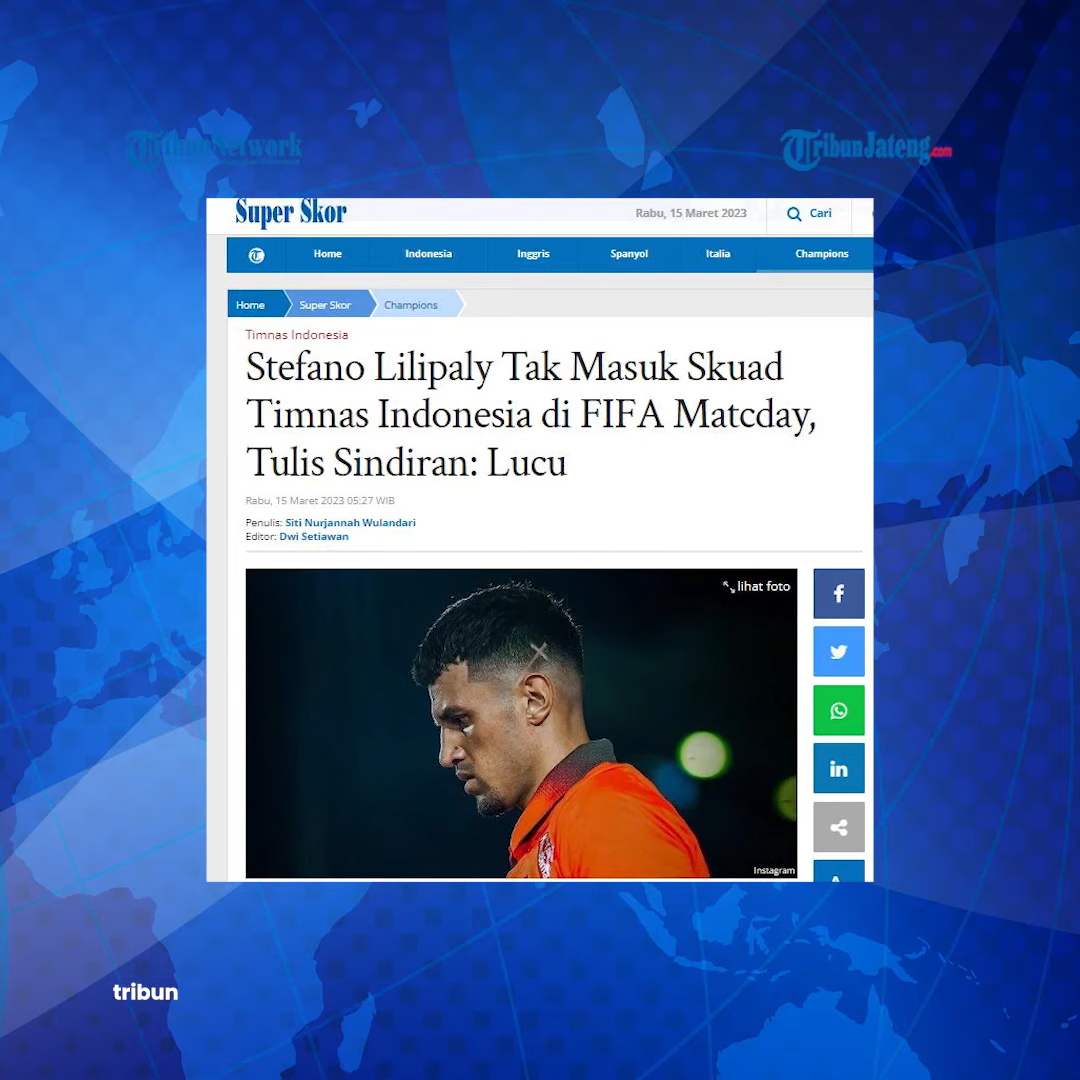 Tribun Network
TribunJateng.com
Super Skor
Rabu, 15 Maret 2023
Cari
Home Indonesia Inggris Spanyol Italia Champions
Home Super Skor Champions
Timnas Indonesia
Stefano Lilipaly Tak Masuk Skuad
Timnas Indonesia di FIFA Matcday,
Tulis Sindiran: Lucu
Rabu, 15 Maret 2023 05:27 WIB
Penulis: Siti Nurjannah Wulandari
Editor: Dwi Setiawan
lihat foto
Instagram
tribun